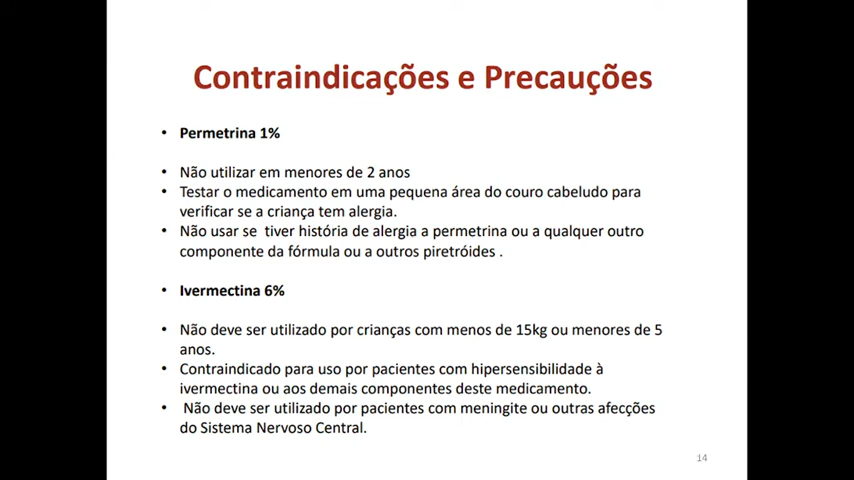 Contraindicações e Precauções
• Permetrina 1%
• Não utilizar em menores de 2 anos
• Testar o medicamento em uma pequena área do couro cabeludo para
verificar se a criança tem alergia.
• Não usar se tiver história de alergia a permetrina ou a qualquer outro
componente da fórmula ou a outros piretróides .
• Ivermectina 6%
• Não deve ser utilizado por crianças com menos de 15kg ou menores de 5
anos.
• Contraindicado para uso por pacientes com hipersensibilidade à
ivermectina ou aos demais componentes deste medicamento.
• Não deve ser utilizado por pacientes com meningite ou outras afecções
do Sistema Nervoso Central.
14